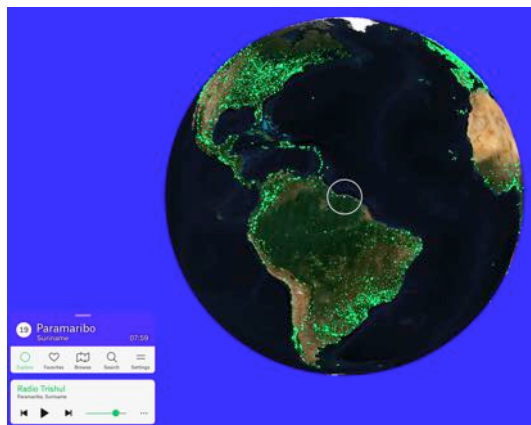 19
Paramaribo
Suriname
07:59
Explore
Favorites
Browse
Search
Settings
Radio Trishul
Paramaribo, Suriname